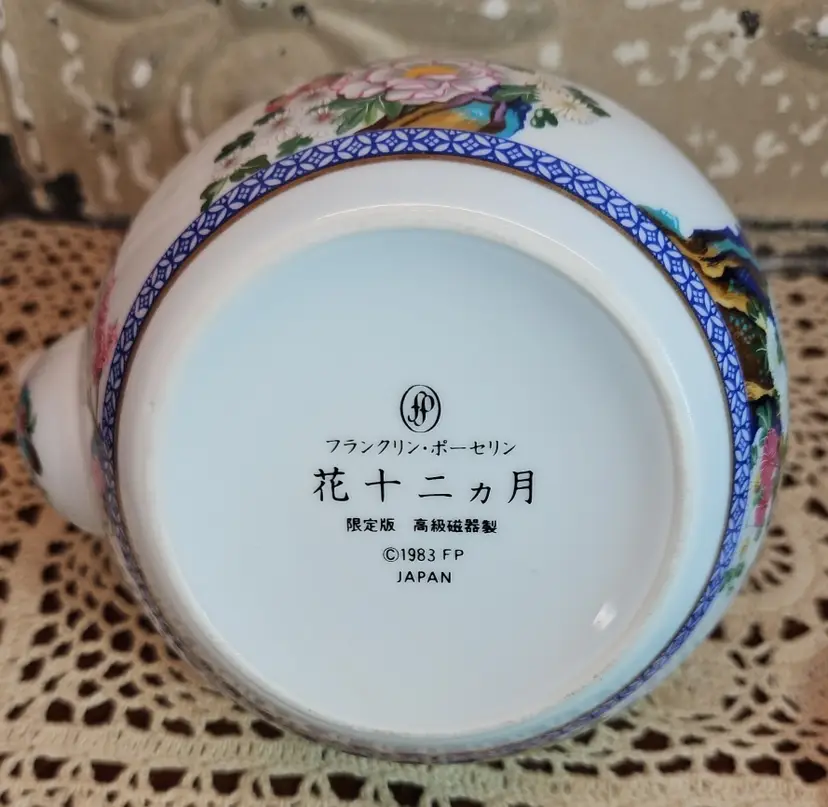 fp
フランクリン・ポーセリン
花十二ヵ月
限定版 高級磁器製
©1983 FP
JAPAN